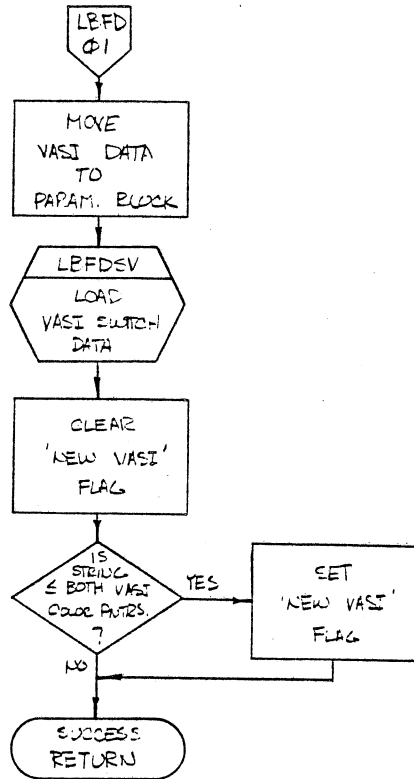 LBFD
Ø1
MOVE
VASI DATA
TO
PARAM. BLOCK
LBFDSV
LOAD
VASI SWITCH
DATA
CLEAR
'NEW VASI'
FLAG
IS
STRING
≤ BOTH VASI
COLOR PNTRS.
?
YES
SET
'NEW VASI'
FLAG
NO
SUCCESS
RETURN